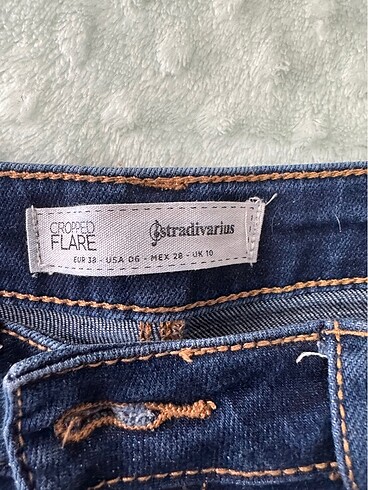 CROPPED
FLARE
stradivarius
EUR 38 - USA 06 - MEX 28 - UK 10